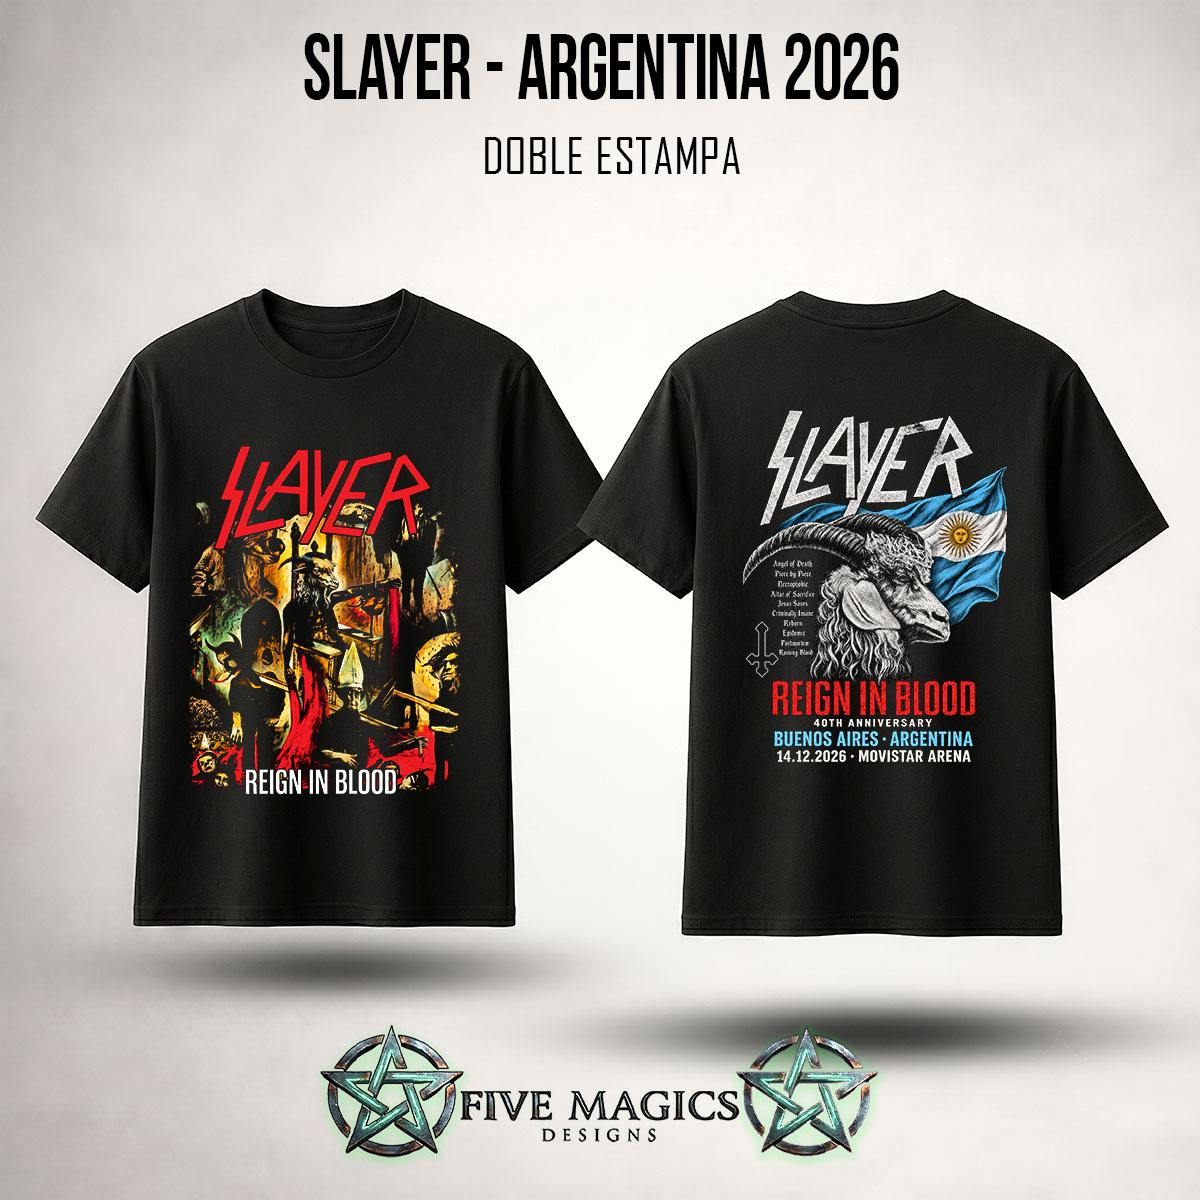 SLAYER - ARGENTINA 2026
DOBLE ESTAMPA
SLAYER
REIGN IN BLOOD
SLAYER
Angel of Death
Piece by Piece
Necrophobic
Altar of Sacrifice
Jesus Saves
Criminally Insane
Reborn
Epidemic
Postmortem
Raining Blood
REIGN IN BLOOD
40TH ANNIVERSARY
BUENOS AIRES · ARGENTINA
14.12.2026 · MOVISTAR ARENA
FIVE MAGICS
DESIGNS